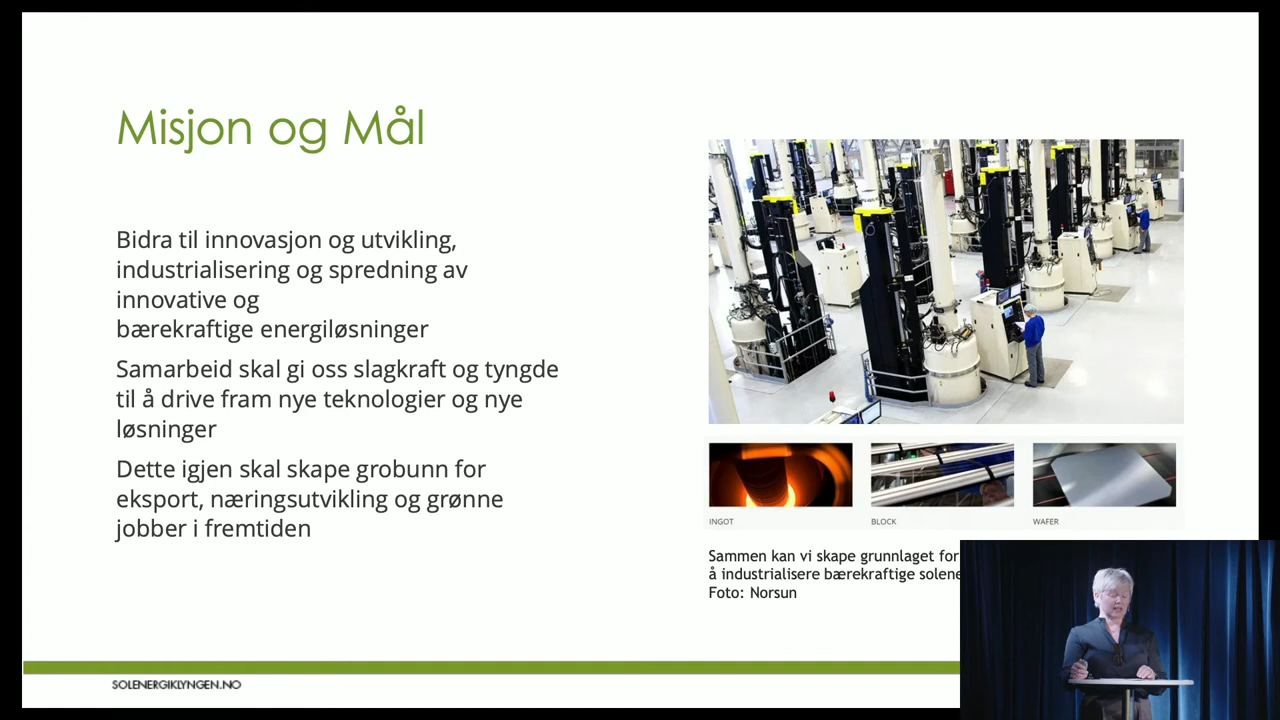 Misjon og Mål
Bidra til innovasjon og utvikling,
industrialisering og spredning av
innovative og
bærekraftige energiløsninger
Samarbeid skal gi oss slagkraft og tyngde
til å drive fram nye teknologier og nye
løsninger
Dette igjen skal skape grobunn for
eksport, næringsutvikling og grønne
jobber i fremtiden
INGOT
BLOCK
WAFER
Sammen kan vi skape grunnlaget for
å industrialisere bærekraftige solene
Foto: Norsun
SOLENERGIKLYNGEN.NO